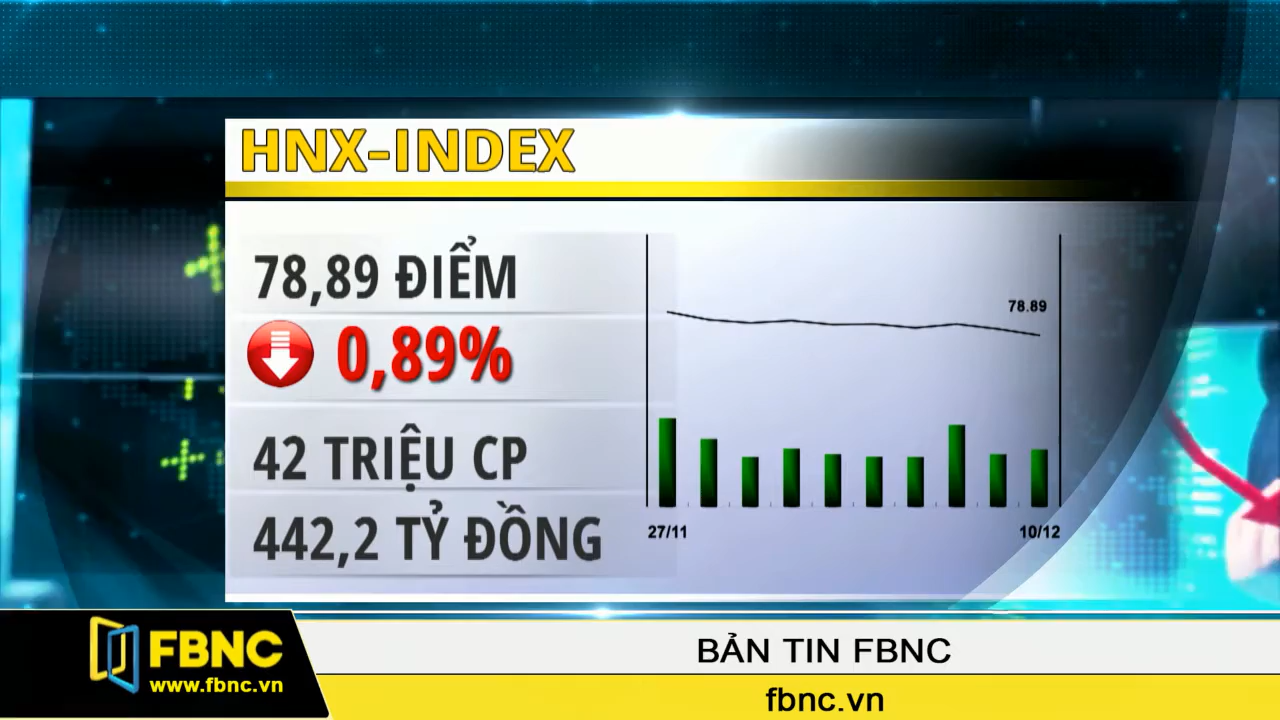 HNX-INDEX
78,89 ĐIỂM
0,89%
42 TRIỆU CP
442,2 TỶ ĐỒNG
78.89
27/11
10/12
FBNC
www.fbnc.vn
BẢN TIN FBNC
fbnc.vn